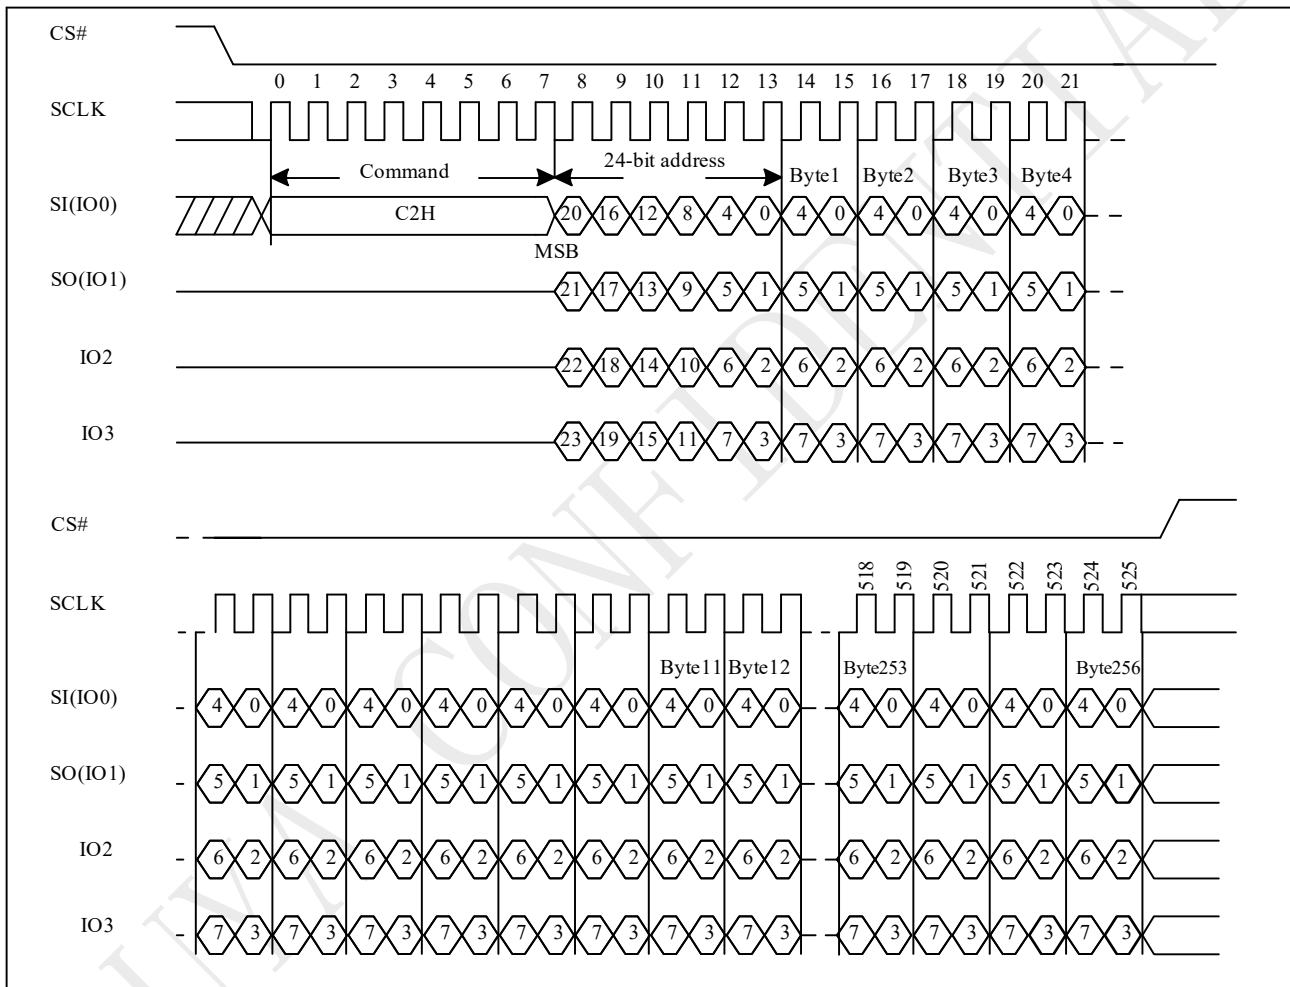 CS#
0 1 2 3 4 5 6 7 8 9 10 11 12 13 14 15 16 17 18 19 20 21
SCLK
Command 24-bit address Byte1 Byte2 Byte3 Byte4
SI(IO0) C2H 20 16 12 8 4 0 4 0 4 0 4 0 4 0
MSB
SO(IO1) 21 17 13 9 5 1 5 1 5 1 5 1 5 1
IO2 22 18 14 10 6 2 6 2 6 2 6 2 6 2
IO3 23 19 15 11 7 3 7 3 7 3 7 3 7 3
CS#
518 519 520 521 522 523 524 525
SCLK
Byte11 Byte12 Byte253 Byte256
SI(IO0) 4 0 4 0 4 0 4 0 4 0 4 0 4 0 4 0 4 0 4 0 4 0 4 0
SO(IO1) 5 1 5 1 5 1 5 1 5 1 5 1 5 1 5 1 5 1 5 1 5 1 5 1
IO2 6 2 6 2 6 2 6 2 6 2 6 2 6 2 6 2 6 2 6 2 6 2 6 2
IO3 7 3 7 3 7 3 7 3 7 3 7 3 7 3 7 3 7 3 7 3 7 3 7 3
UYA CONFIDENTIAL